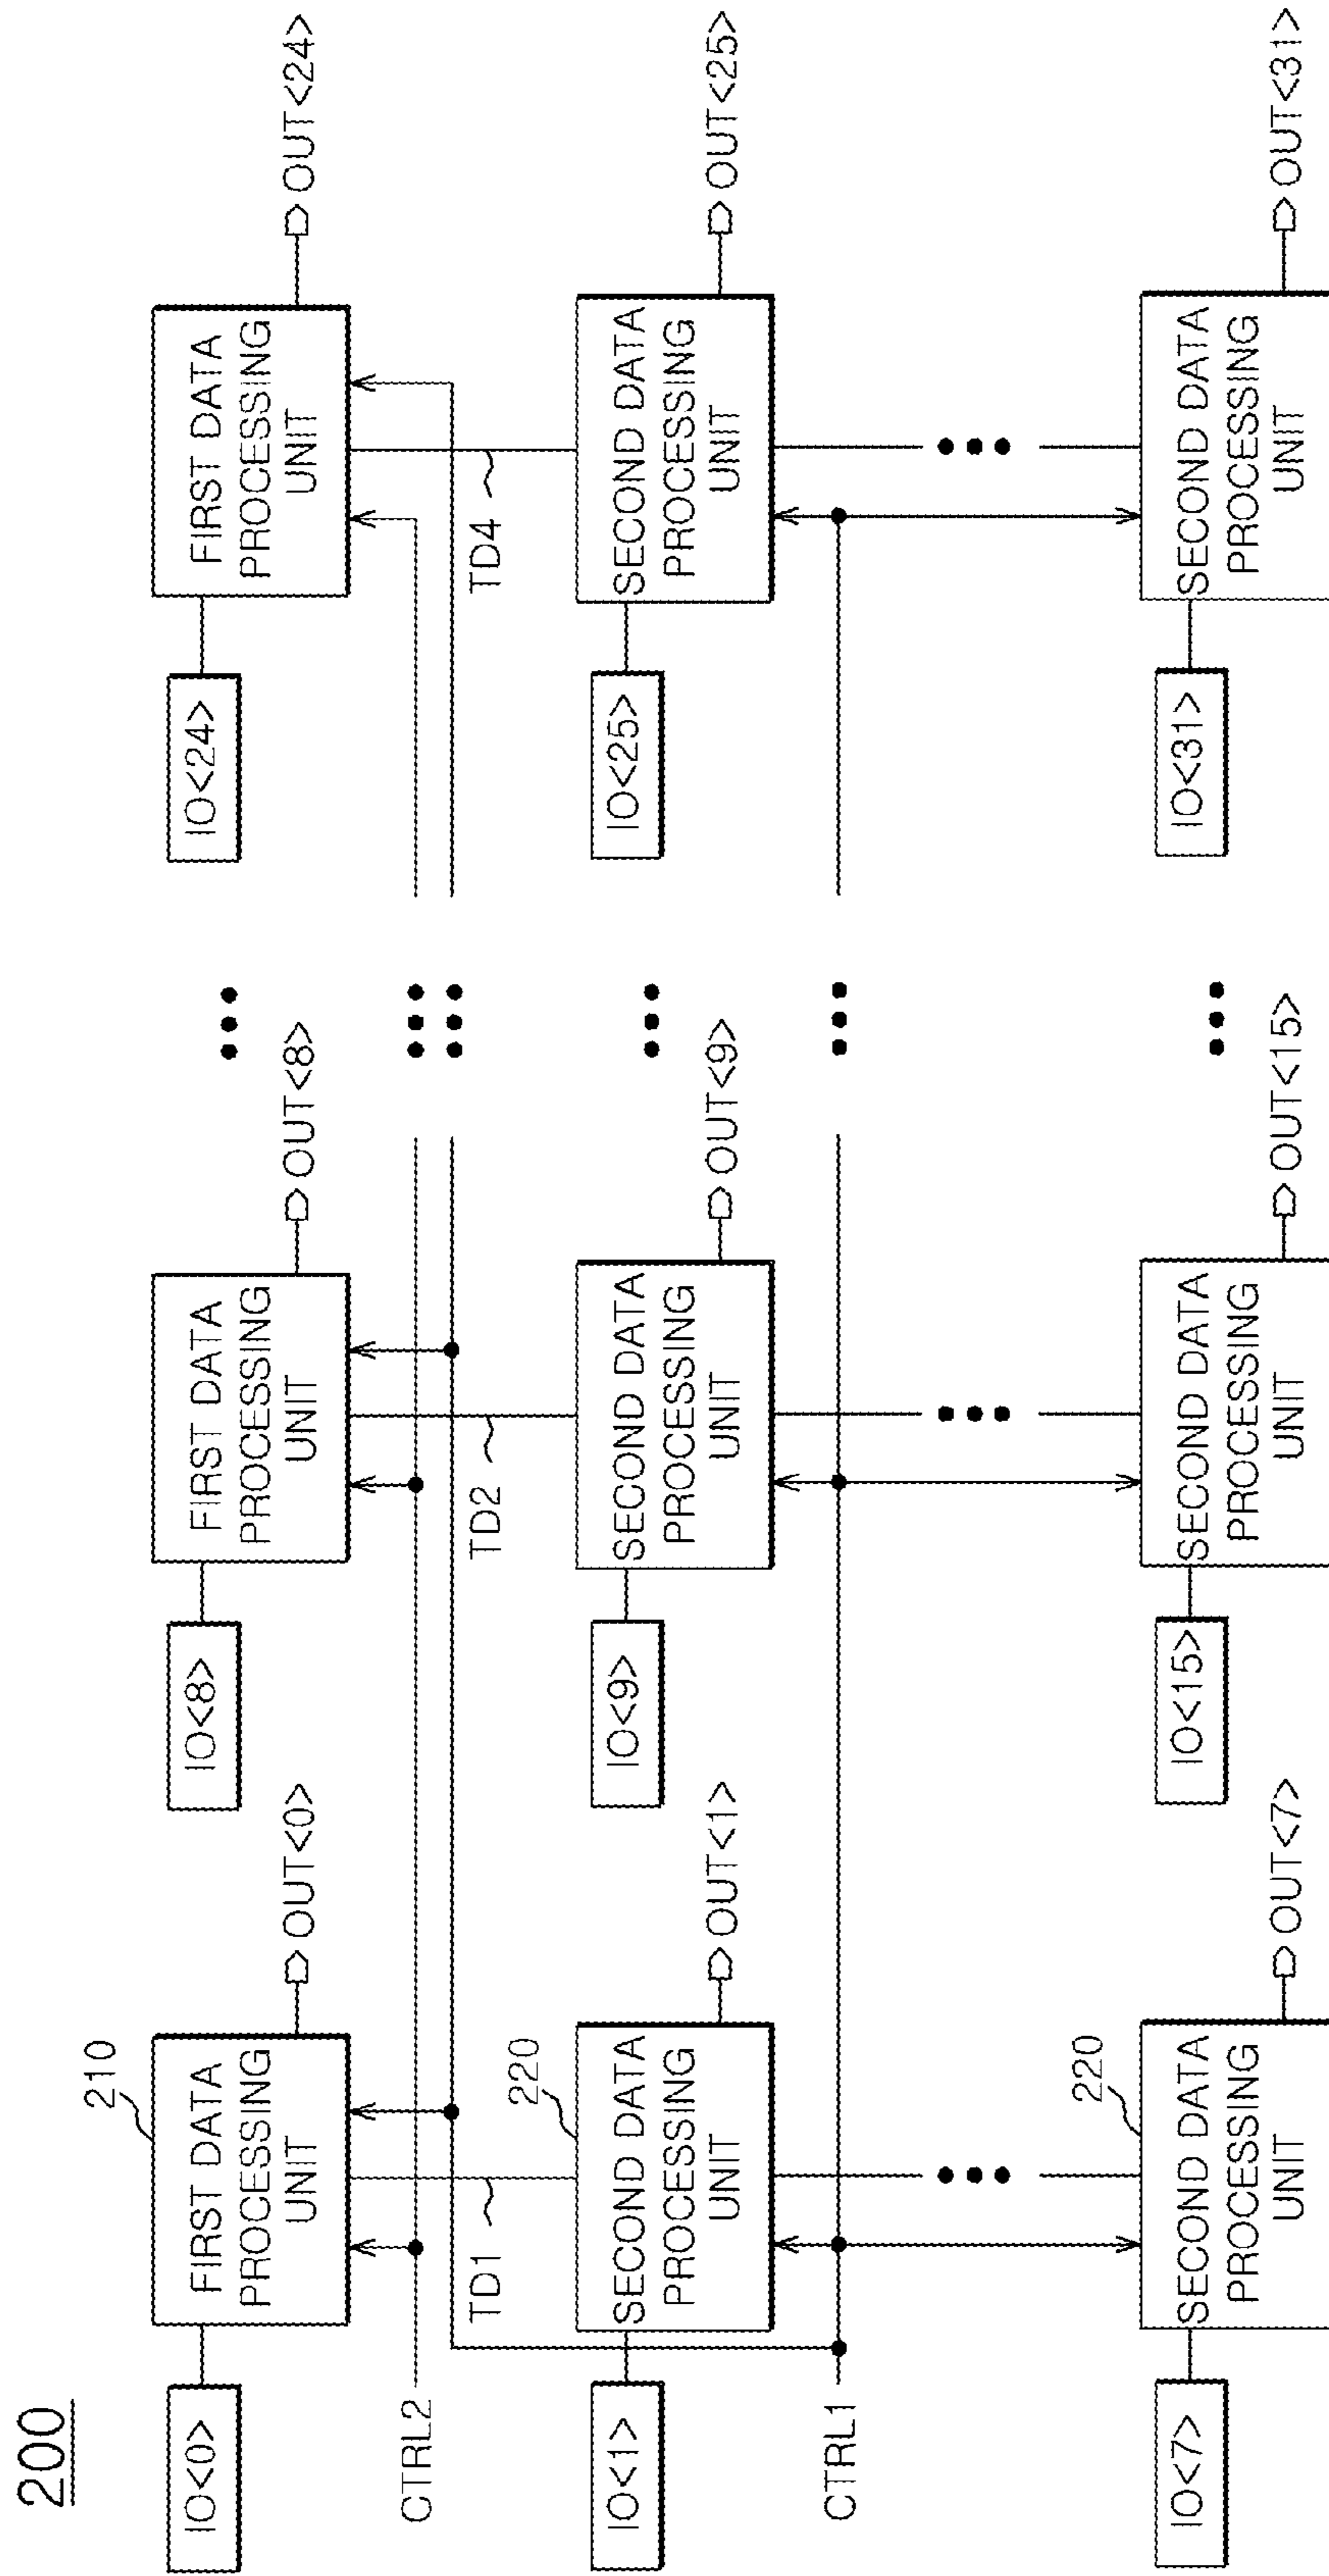 200
IO<0>
210
FIRST DATA
PROCESSING
UNIT
OUT<0>
IO<8>
FIRST DATA
PROCESSING
UNIT
OUT<8>
IO<24>
FIRST DATA
PROCESSING
UNIT
OUT<24>
CTRL2
TD1
TD2
TD4
IO<1>
220
SECOND DATA
PROCESSING
UNIT
OUT<1>
IO<9>
SECOND DATA
PROCESSING
UNIT
OUT<9>
IO<25>
SECOND DATA
PROCESSING
UNIT
OUT<25>
CTRL1
IO<7>
220
SECOND DATA
PROCESSING
UNIT
OUT<7>
IO<15>
SECOND DATA
PROCESSING
UNIT
OUT<15>
IO<31>
SECOND DATA
PROCESSING
UNIT
OUT<31>